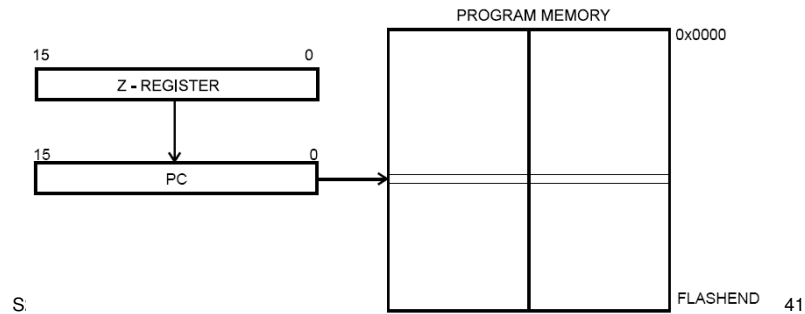 PROGRAM MEMORY
0x0000
15 0
Z - REGISTER
15 0
PC
FLASHEND
41